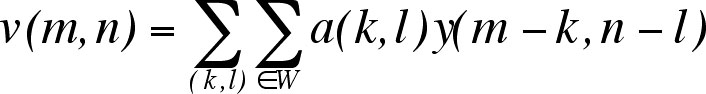 v(m,n) = ∑∑ a(k,l)y(m − k,n − l)
(k,l) ∈W